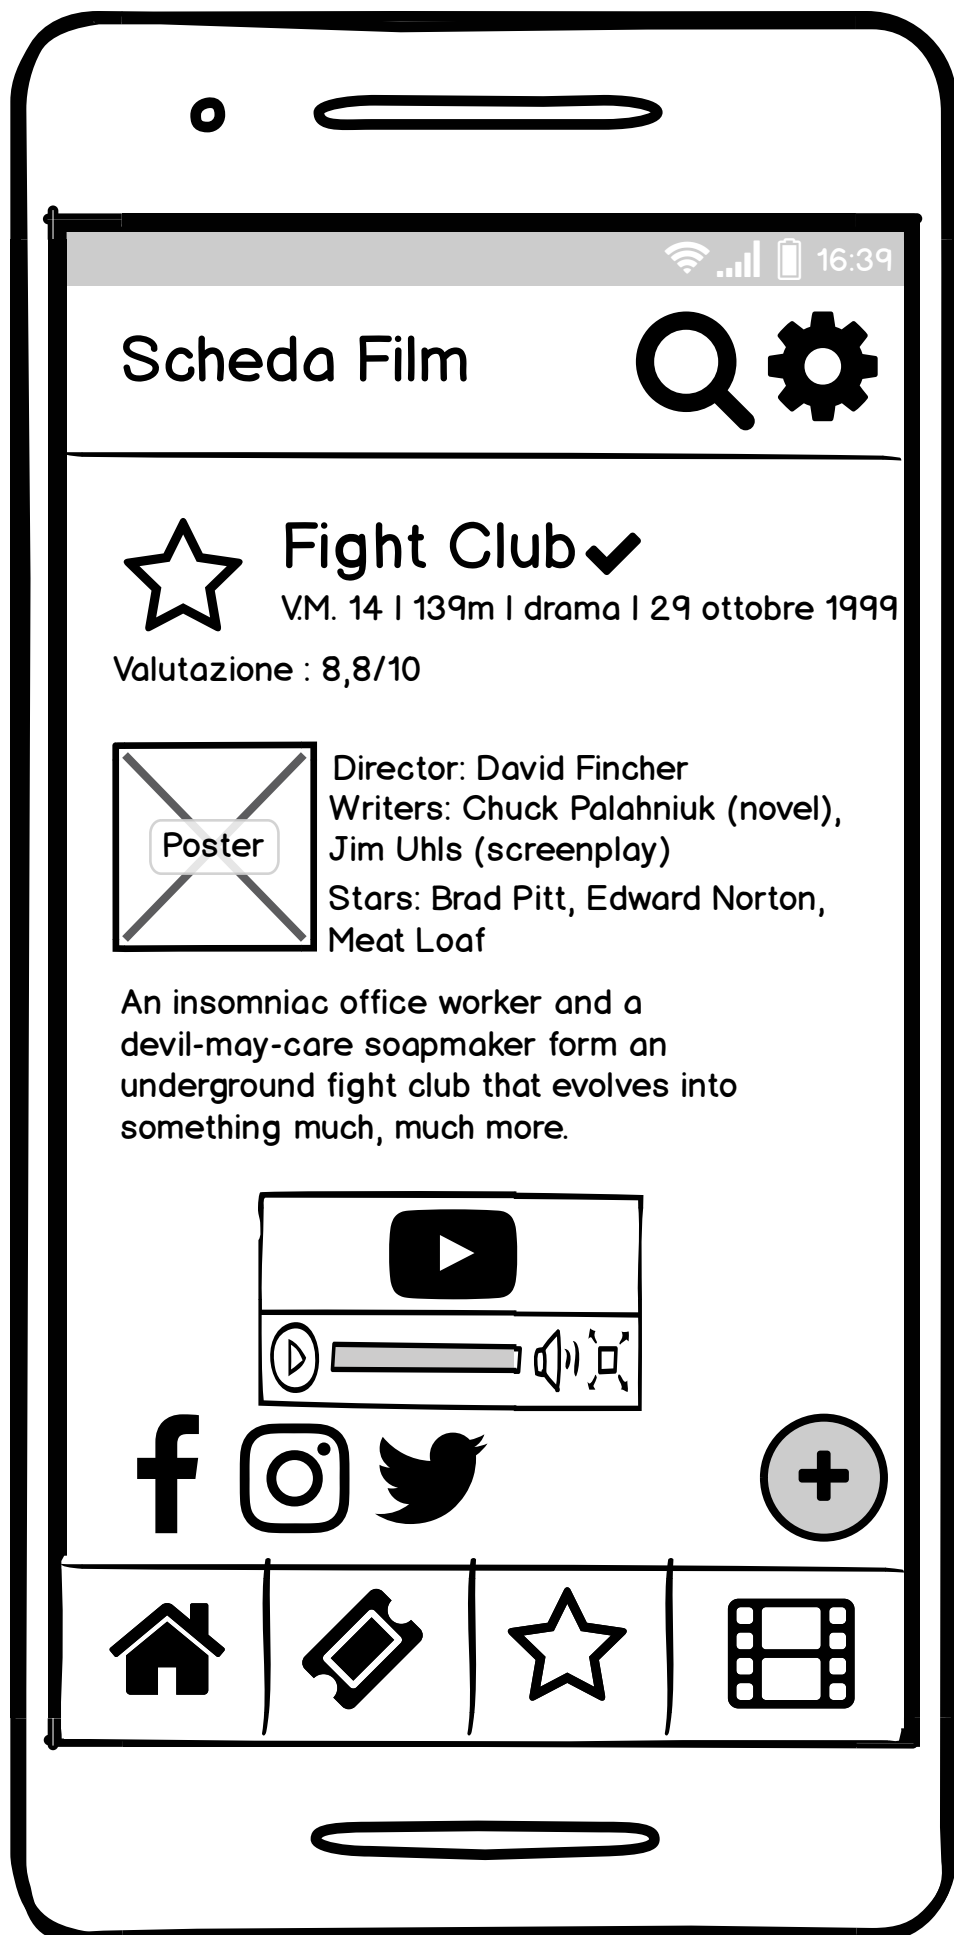 16:39
Scheda Film
Fight Club
V.M. 14 | 139m | drama | 29 ottobre 1999
Valutazione : 8,8/10
Poster
Director: David Fincher
Writers: Chuck Palahniuk (novel),
Jim Uhls (screenplay)
Stars: Brad Pitt, Edward Norton,
Meat Loaf
An insomniac office worker and a
devil-may-care soapmaker form an
underground fight club that evolves into
something much, much more.